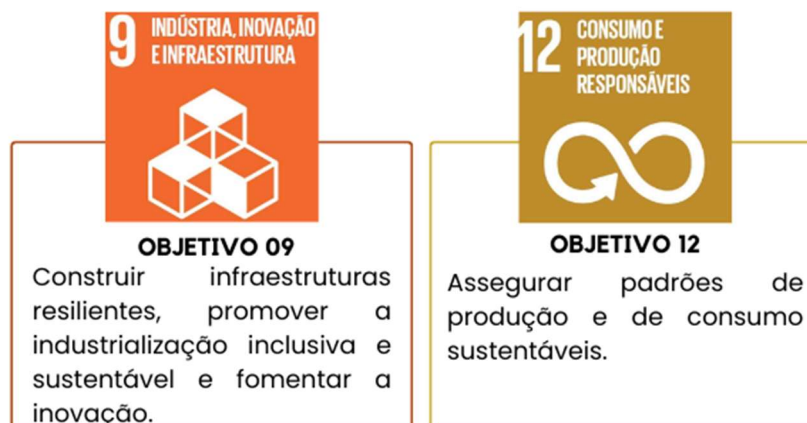 9 INDÚSTRIA, INOVAÇÃO
E INFRAESTRUTURA
OBJETIVO 09
Construir infraestruturas
resilientes, promover a
industrialização inclusiva e
sustentável e fomentar a
inovação.
12 CONSUMO E
PRODUÇÃO
RESPONSÁVEIS
OBJETIVO 12
Assegurar padrões de
produção e de consumo
sustentáveis.